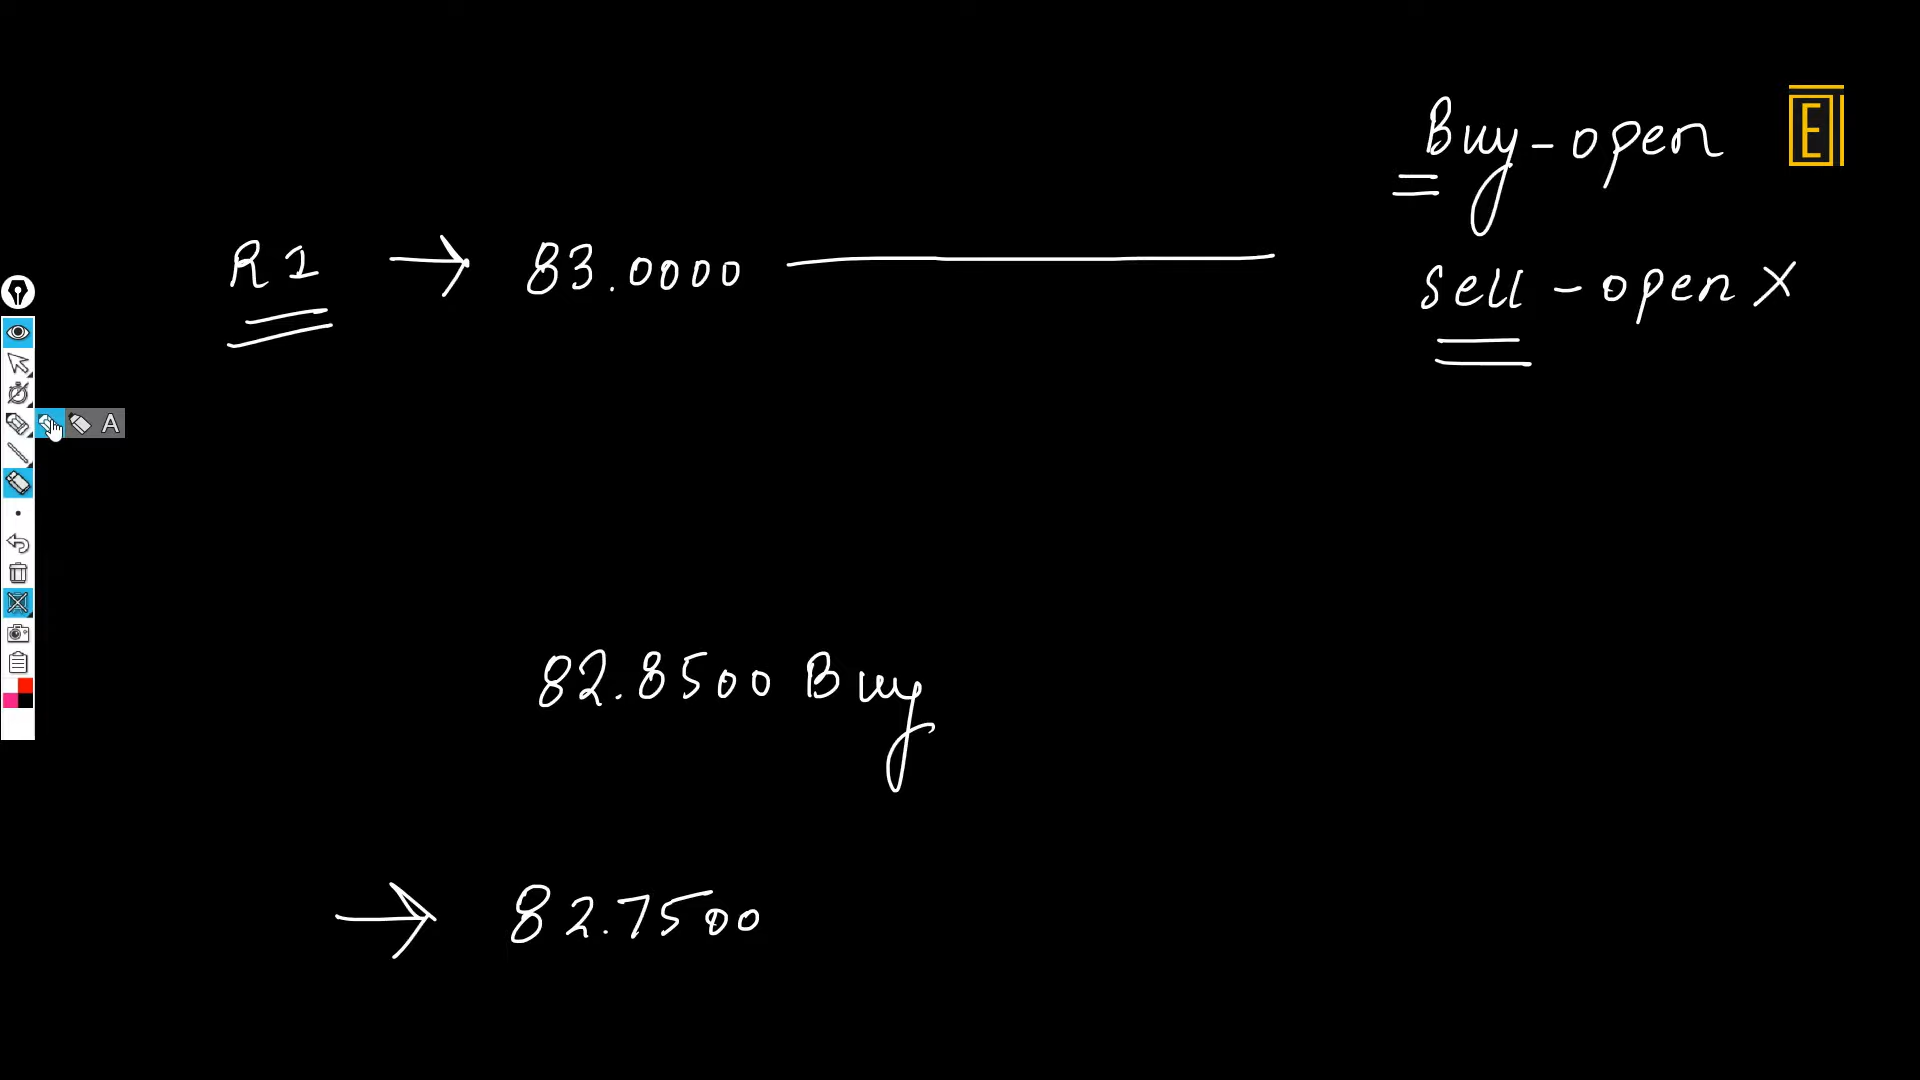 Buy - open
E
R1 → 83.0000
Sell - open X
A
82.8500 Buy
→ 82.7500